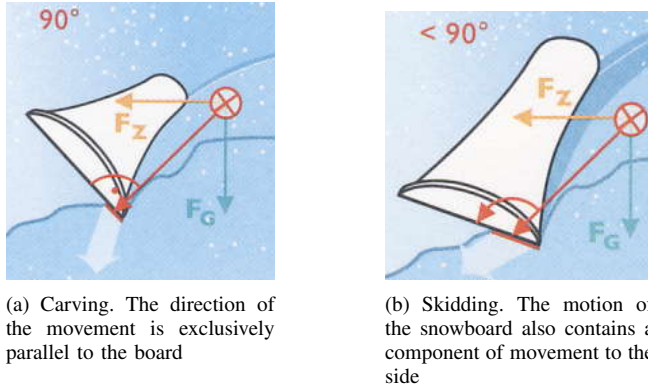 90°
F_Z
F_G
(a) Carving. The direction of
the movement is exclusively
parallel to the board
< 90°
F_Z
F_G
(b) Skidding. The motion of
the snowboard also contains a
component of movement to the
side